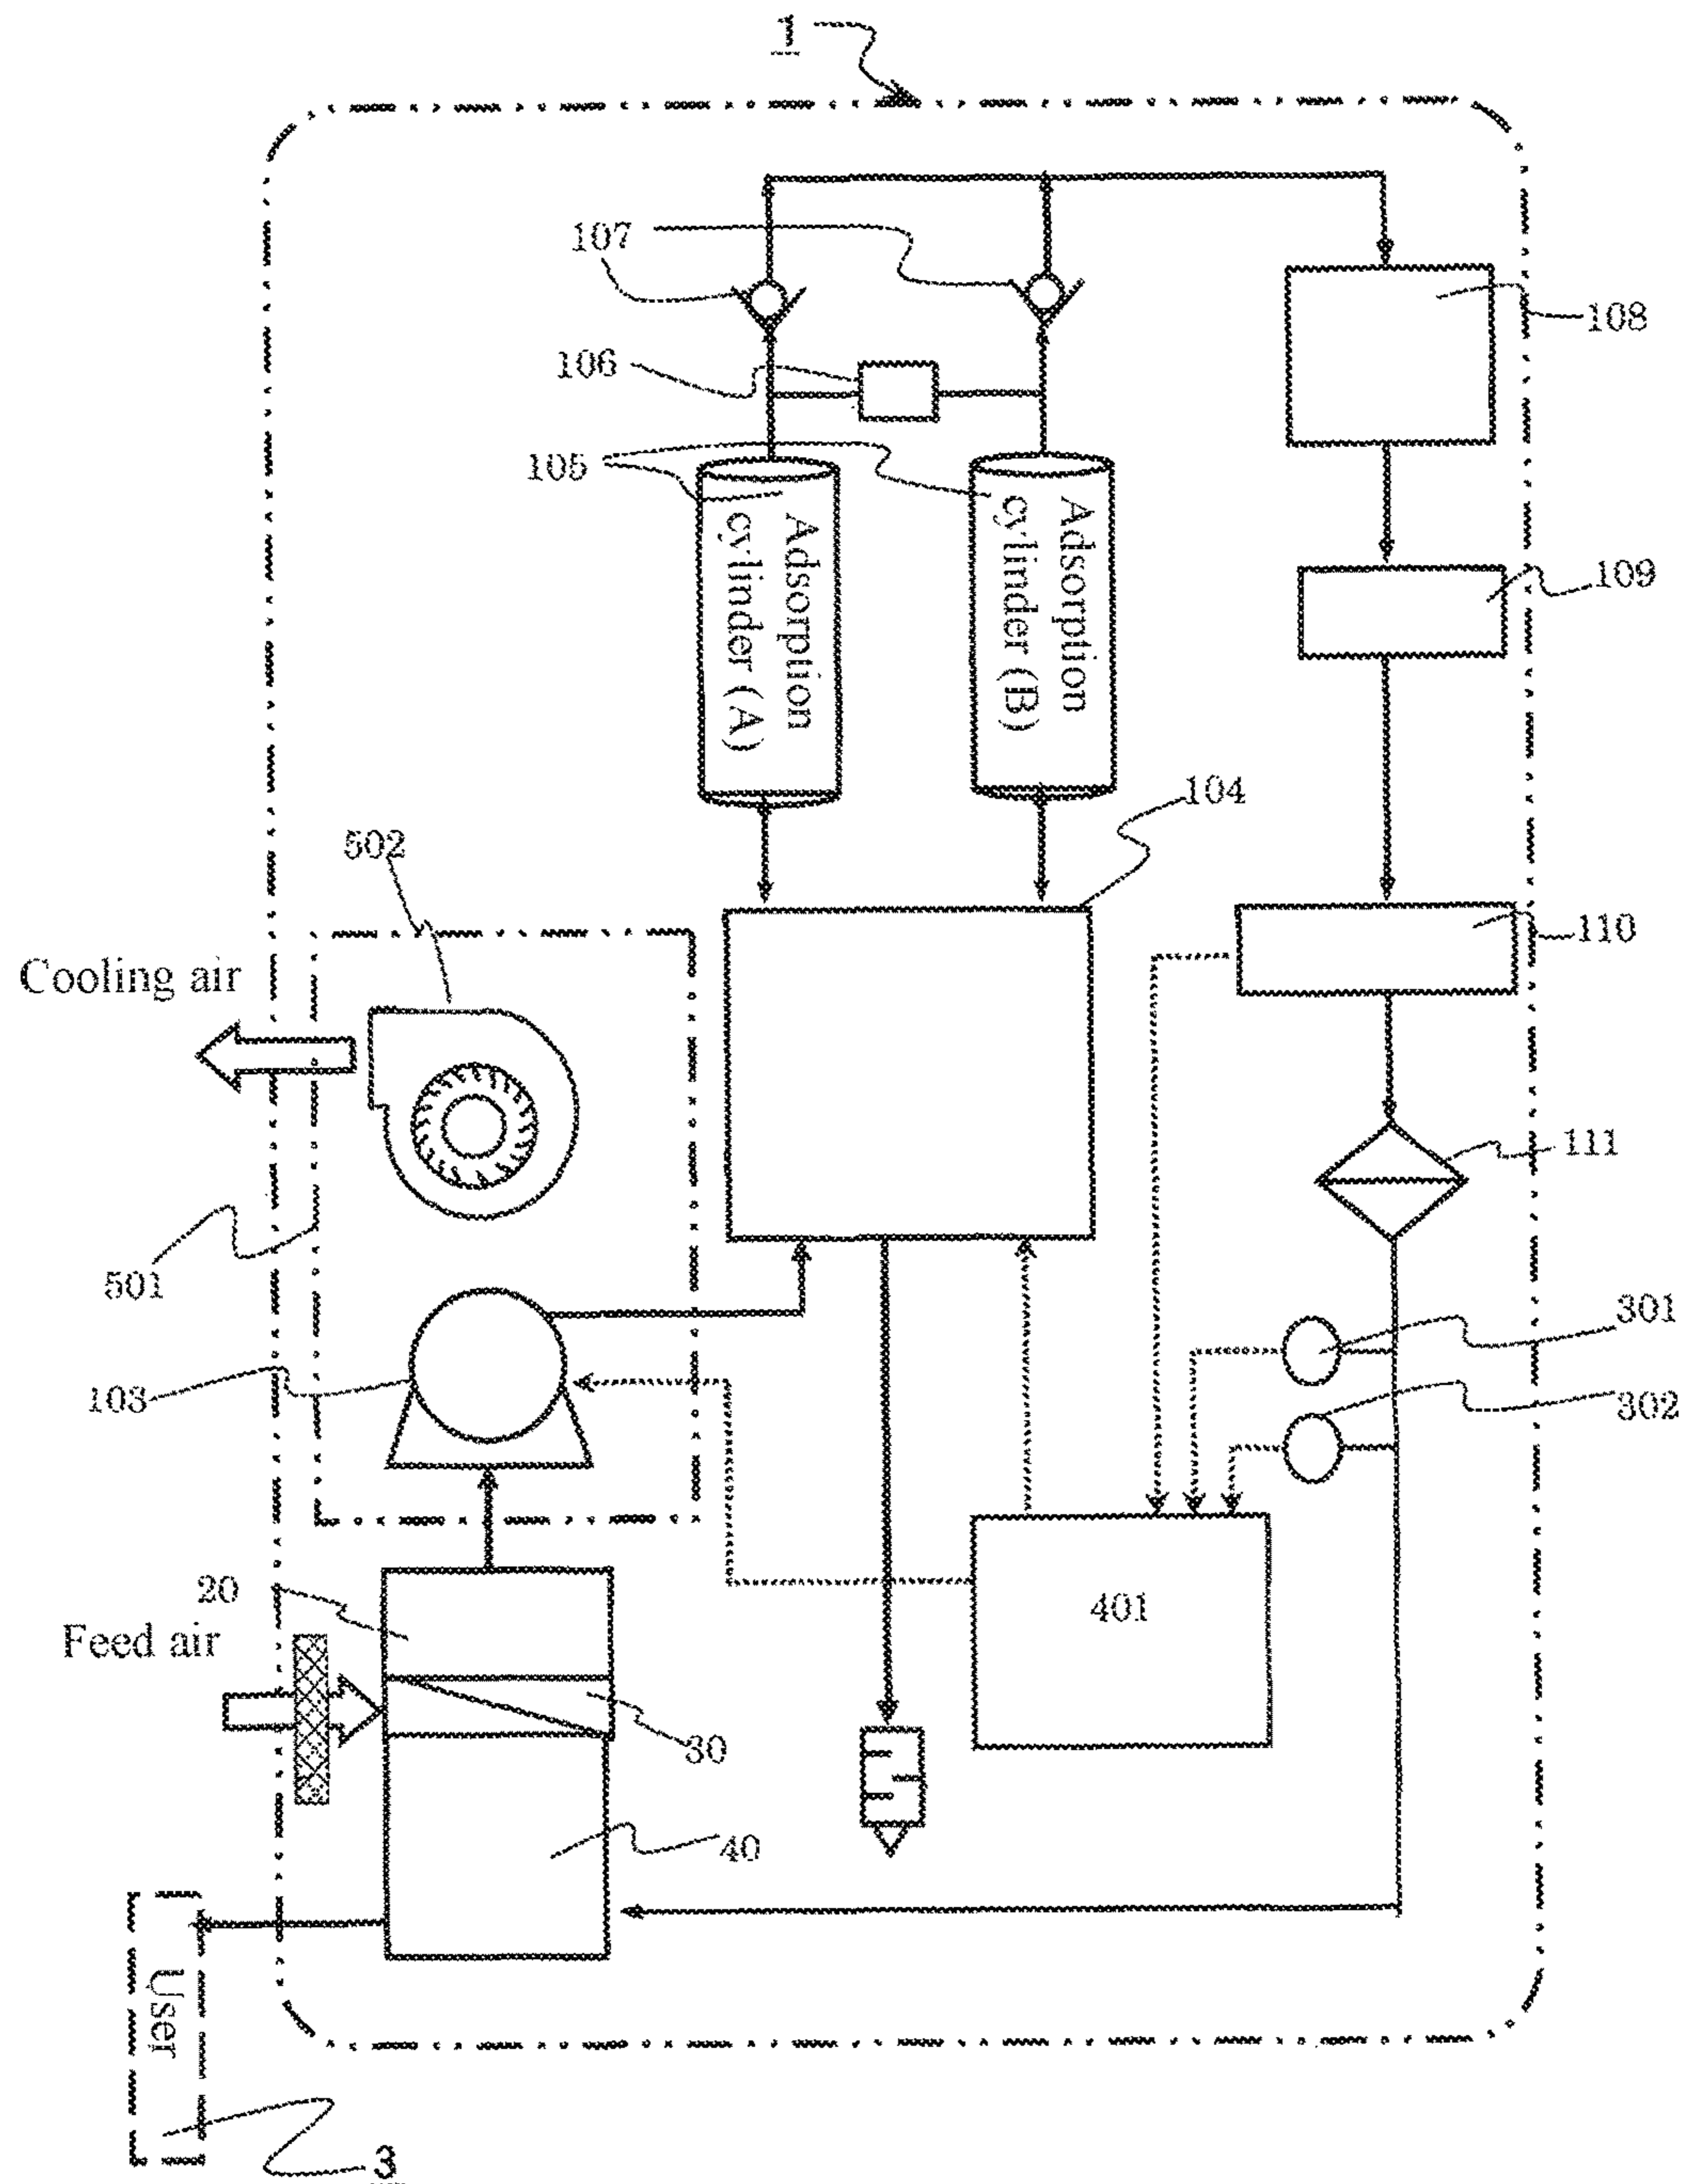 1
107
108
106
105
Adsorption
cylinder (A)
Adsorption
cylinder (B)
109
104
502
110
Cooling air
111
501
301
103
302
20
401
Feed air
30
40
User
3